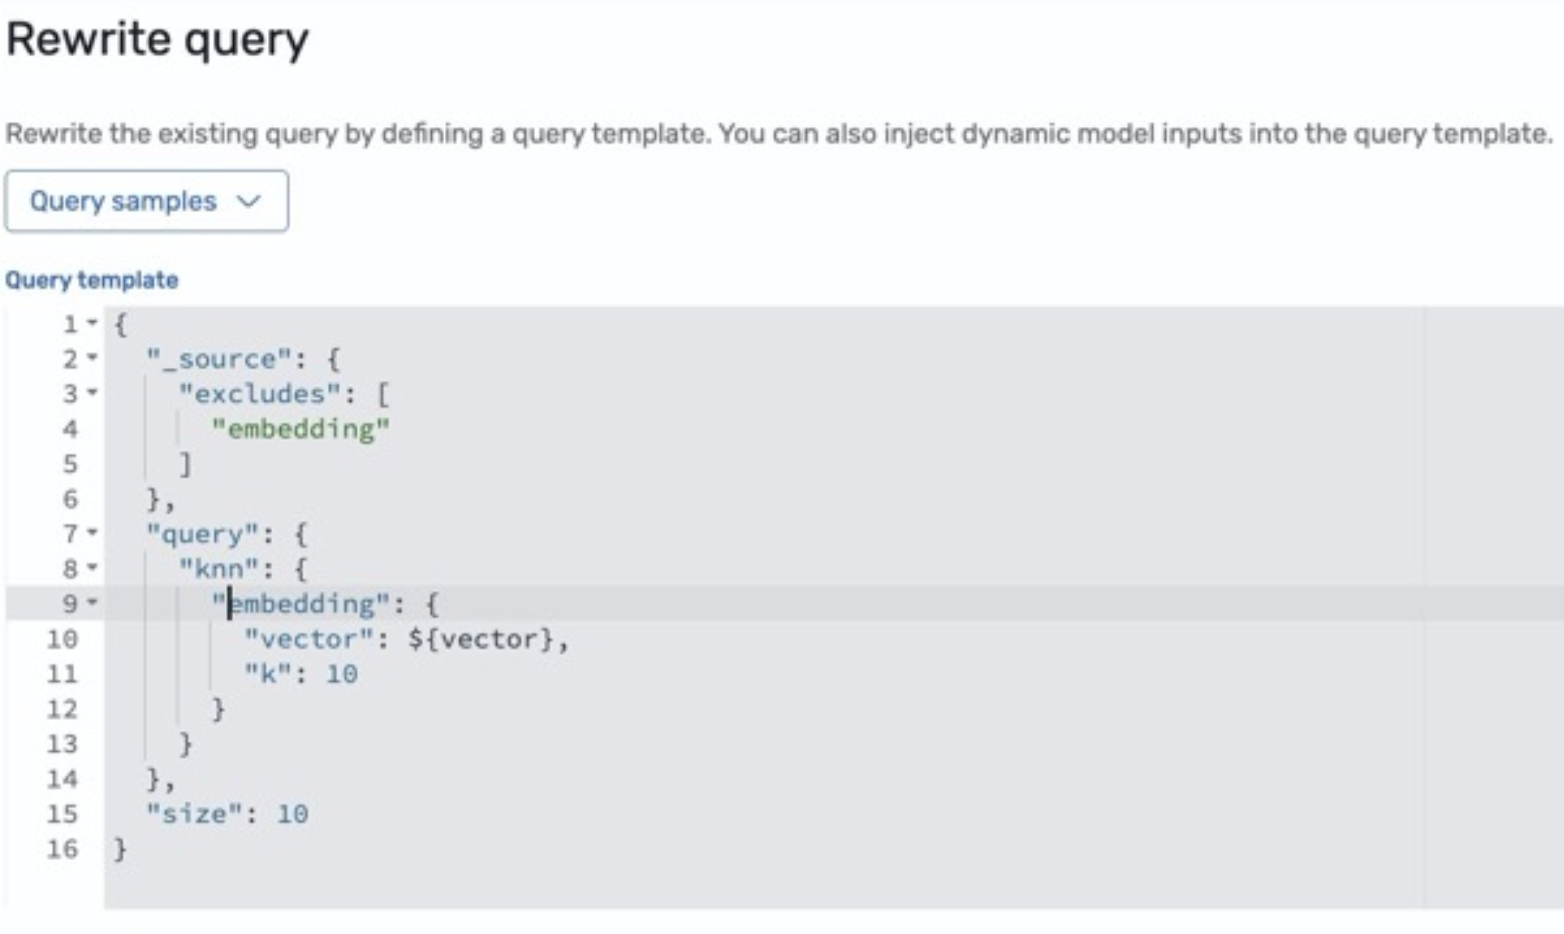 Rewrite query
Rewrite the existing query by defining a query template. You can also inject dynamic model inputs into the query template.
Query samples
Query template
1 {
2 "_source": {
3 "excludes": [
4 "embedding"
5 ]
6 },
7 "query": {
8 "knn": {
9 "embedding": {
10 "vector": ${vector},
11 "k": 10
12 }
13 }
14 },
15 "size": 10
16 }